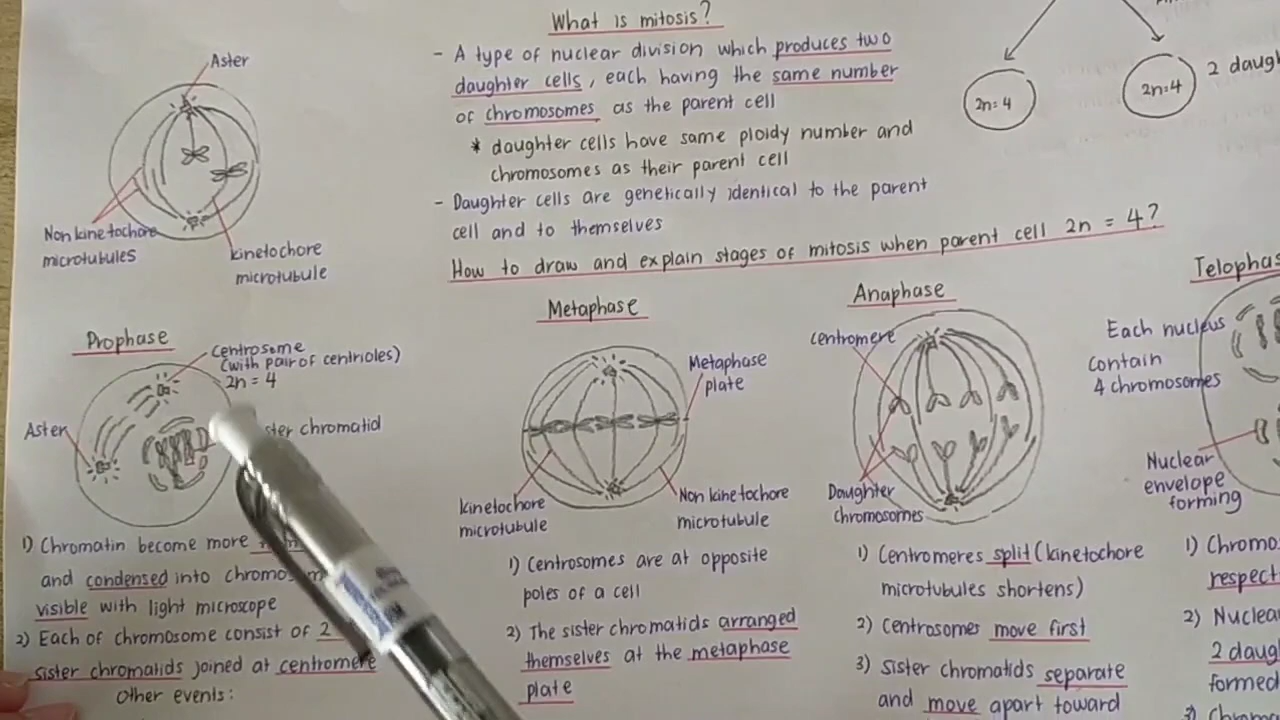 What is mitosis?
- A type of nuclear division which produces two
daughter cells, each having the same number
of chromosomes as the parent cell
* daughter cells have same ploidy number and
chromosomes as their parent cell
- Daughter cells are genetically identical to the parent
cell and to themselves
2n = 4
2n = 4
2 daugh
Aster
Non kinetochore
microtubules
kinetochore
microtubule
How to draw and explain stages of mitosis when parent cell 2n = 4?
Prophase
Centrosome
(with pair of centrioles)
2n = 4
Aster
ster chromatid
1) Chromatin become more
and condensed into chromo
visible with light microscope
2) Each of chromosome consist of 2
sister chromatids joined at centromere
Other events:
Metaphase
Metaphase
plate
kinetochore
microtubule
Non kinetochore
microtubule
1) Centrosomes are at opposite
poles of a cell
2) The sister chromatids arranged
themselves at the metaphase
plate
Anaphase
Centromere
Daughter
chromosomes
1) Centromeres split (kinetochore
microtubules shortens)
2) Centrosomes move first
3) Sister chromatids separate
and move apart toward
Telophas
Each nucleus
contain
4 chromosomes
Nuclear
envelope
forming
1) Chromo
respect
2) Nuclea
2 daug
formed
3) Chromo